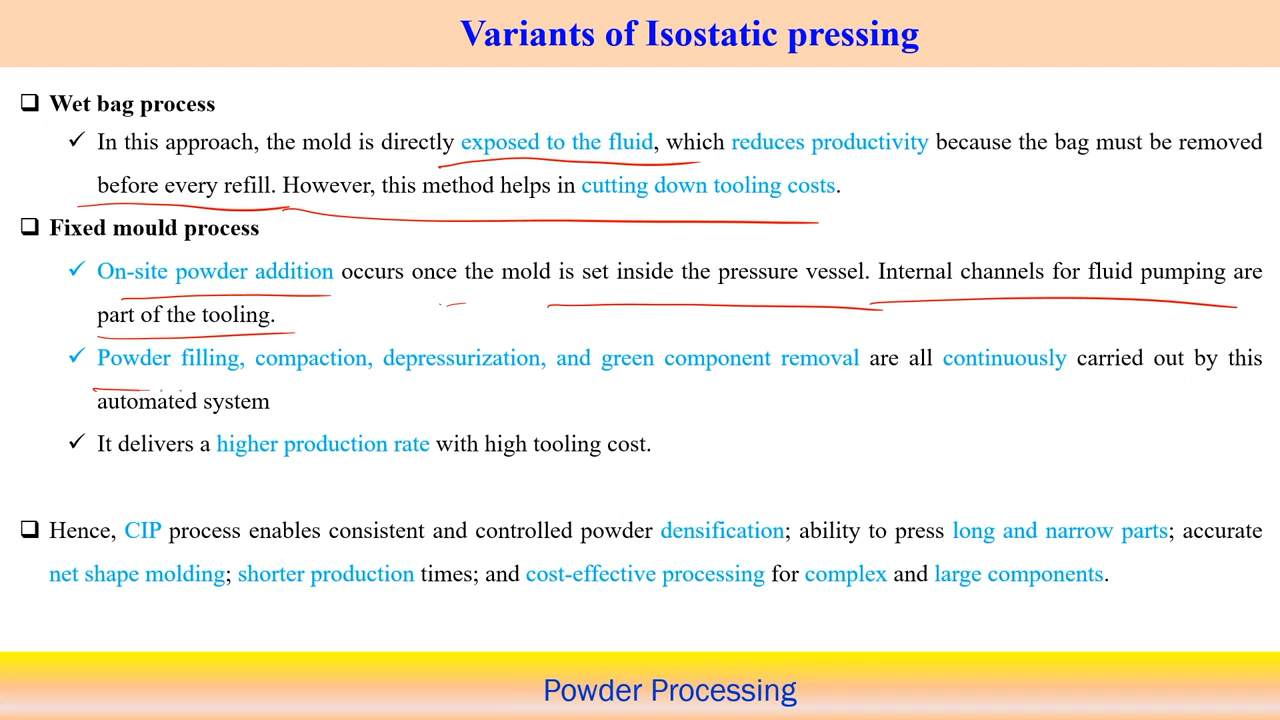 Variants of Isostatic pressing
❑ Wet bag process
✓ In this approach, the mold is directly exposed to the fluid, which reduces productivity because the bag must be removed
before every refill. However, this method helps in cutting down tooling costs.
❑ Fixed mould process
✓ On-site powder addition occurs once the mold is set inside the pressure vessel. Internal channels for fluid pumping are
part of the tooling.
✓ Powder filling, compaction, depressurization, and green component removal are all continuously carried out by this
automated system
✓ It delivers a higher production rate with high tooling cost.
❑ Hence, CIP process enables consistent and controlled powder densification; ability to press long and narrow parts; accurate
net shape molding; shorter production times; and cost-effective processing for complex and large components.
Powder Processing